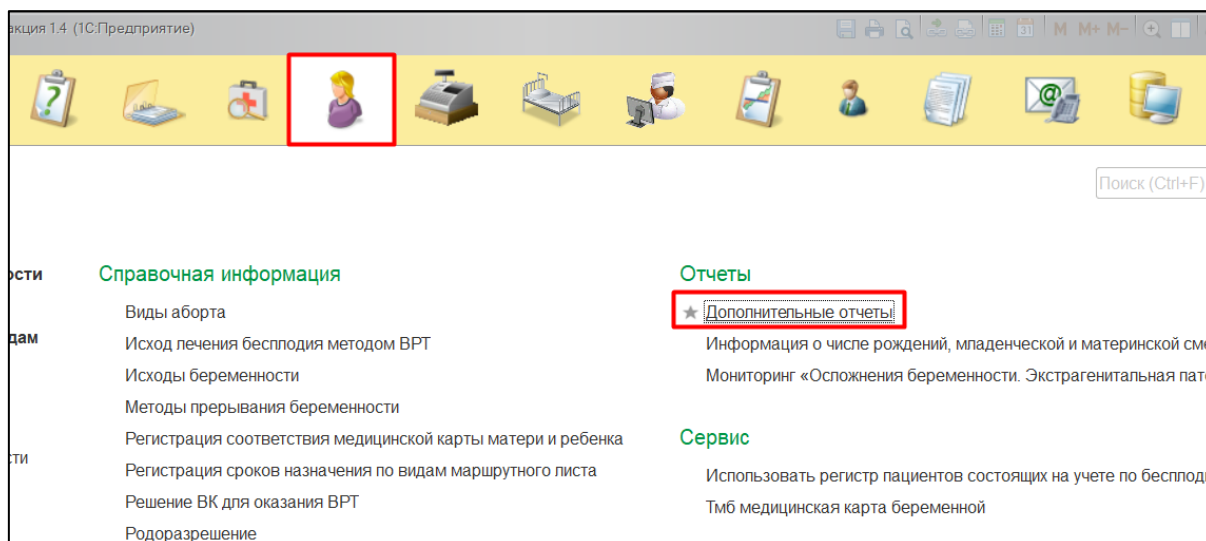 акция 1.4 (1С:Предприятие)
31 M M+ M-
Поиск (Ctrl+F)
ости
дам
сти
Справочная информация
Виды аборта
Исход лечения бесплодия методом ВРТ
Исходы беременности
Методы прерывания беременности
Регистрация соответствия медицинской карты матери и ребенка
Регистрация сроков назначения по видам маршрутного листа
Решение ВК для оказания ВРТ
Родоразрешение
Отчеты
Дополнительные отчеты
Информация о числе рождений, младенческой и материнской сме
Мониторинг «Осложнения беременности. Экстрагенитальная пат
Сервис
Использовать регистр пациентов состоящих на учете по бесплод
Тмб медицинская карта беременной